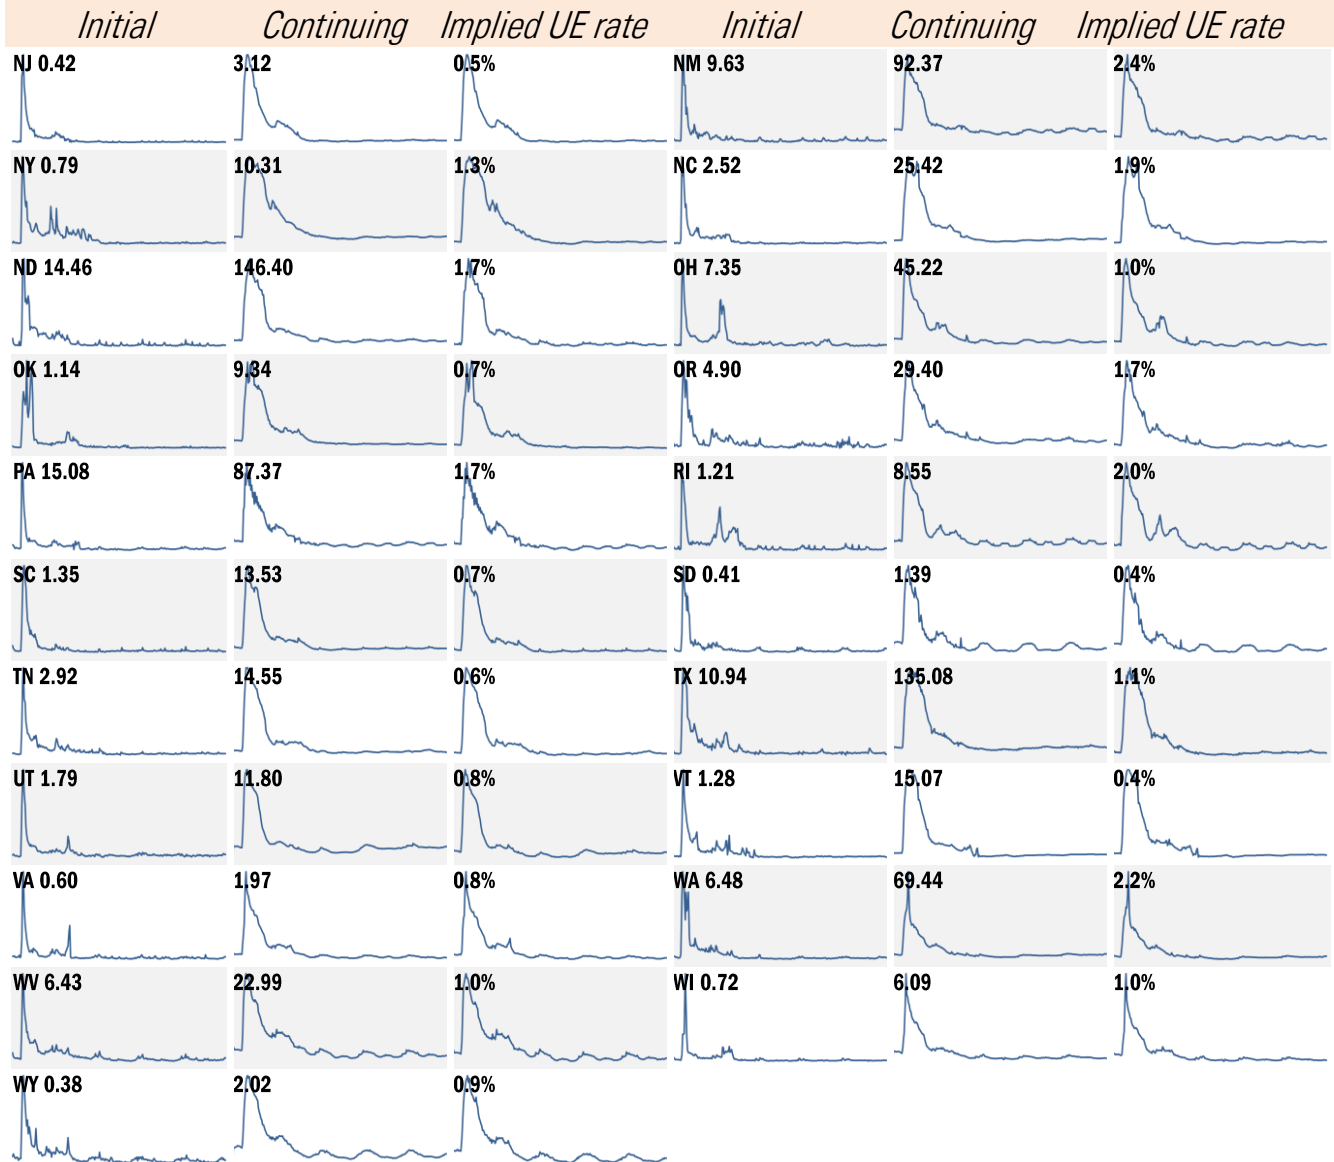 Initial Continuing Implied UE rate Initial Continuing Implied UE rate
NJ 0.42 3.12 0.5% NM 9.63 92.37 2.4%
NY 0.79 10.31 1.3% NC 2.52 25.42 1.9%
ND 14.46 146.40 1.7% OH 7.35 45.22 1.0%
OK 1.14 9.34 0.7% OR 4.90 29.40 1.7%
PA 15.08 87.37 1.7% RI 1.21 8.55 2.0%
SC 1.35 13.53 0.7% SD 0.41 1.39 0.4%
TN 2.92 14.55 0.6% TX 10.94 135.08 1.1%
UT 1.79 11.80 0.8% VT 1.28 15.07 0.4%
VA 0.60 1.97 0.8% WA 6.48 69.44 2.2%
WV 6.43 22.99 1.0% WI 0.72 6.09 1.0%
WY 0.38 2.02 0.9%